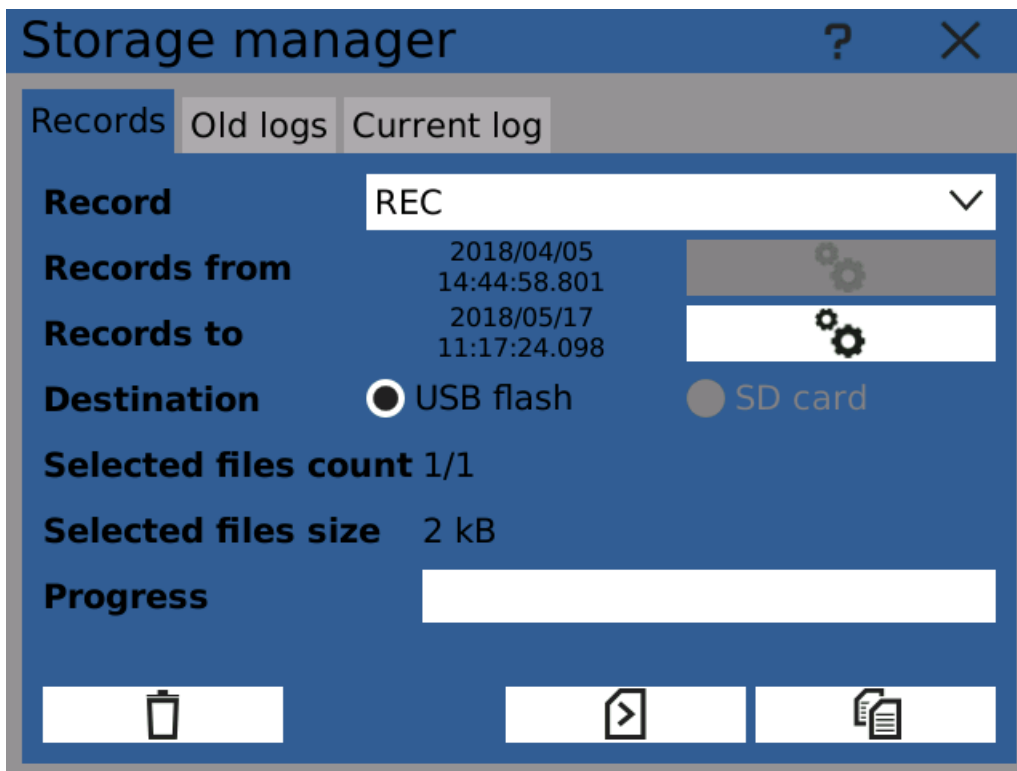 Storage manager ?
Records Old logs Current log
Record REC
Records from 2018/04/05
14:44:58.801
Records to 2018/05/17
11:17:24.098
Destination USB flash SD card
Selected files count 1/1
Selected files size 2 kB
Progress